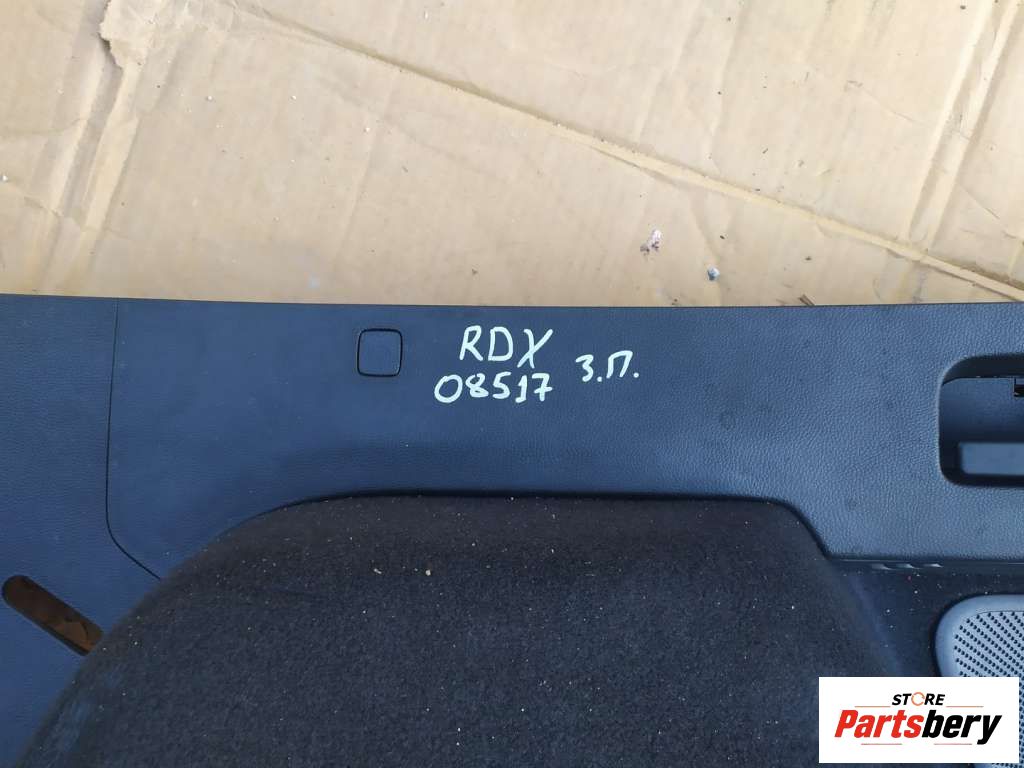 RDX
08517 З.П.
STORE
Partsbery